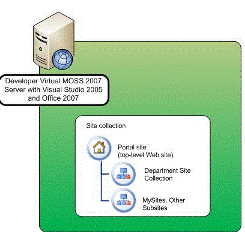 Developer Virtual MOSS 2007
Server with Visual Studio 2005
and Office 2007
Site collection
Portal site
(top-level Web site)
Department Site
Collection
MySites, Other
Subsites